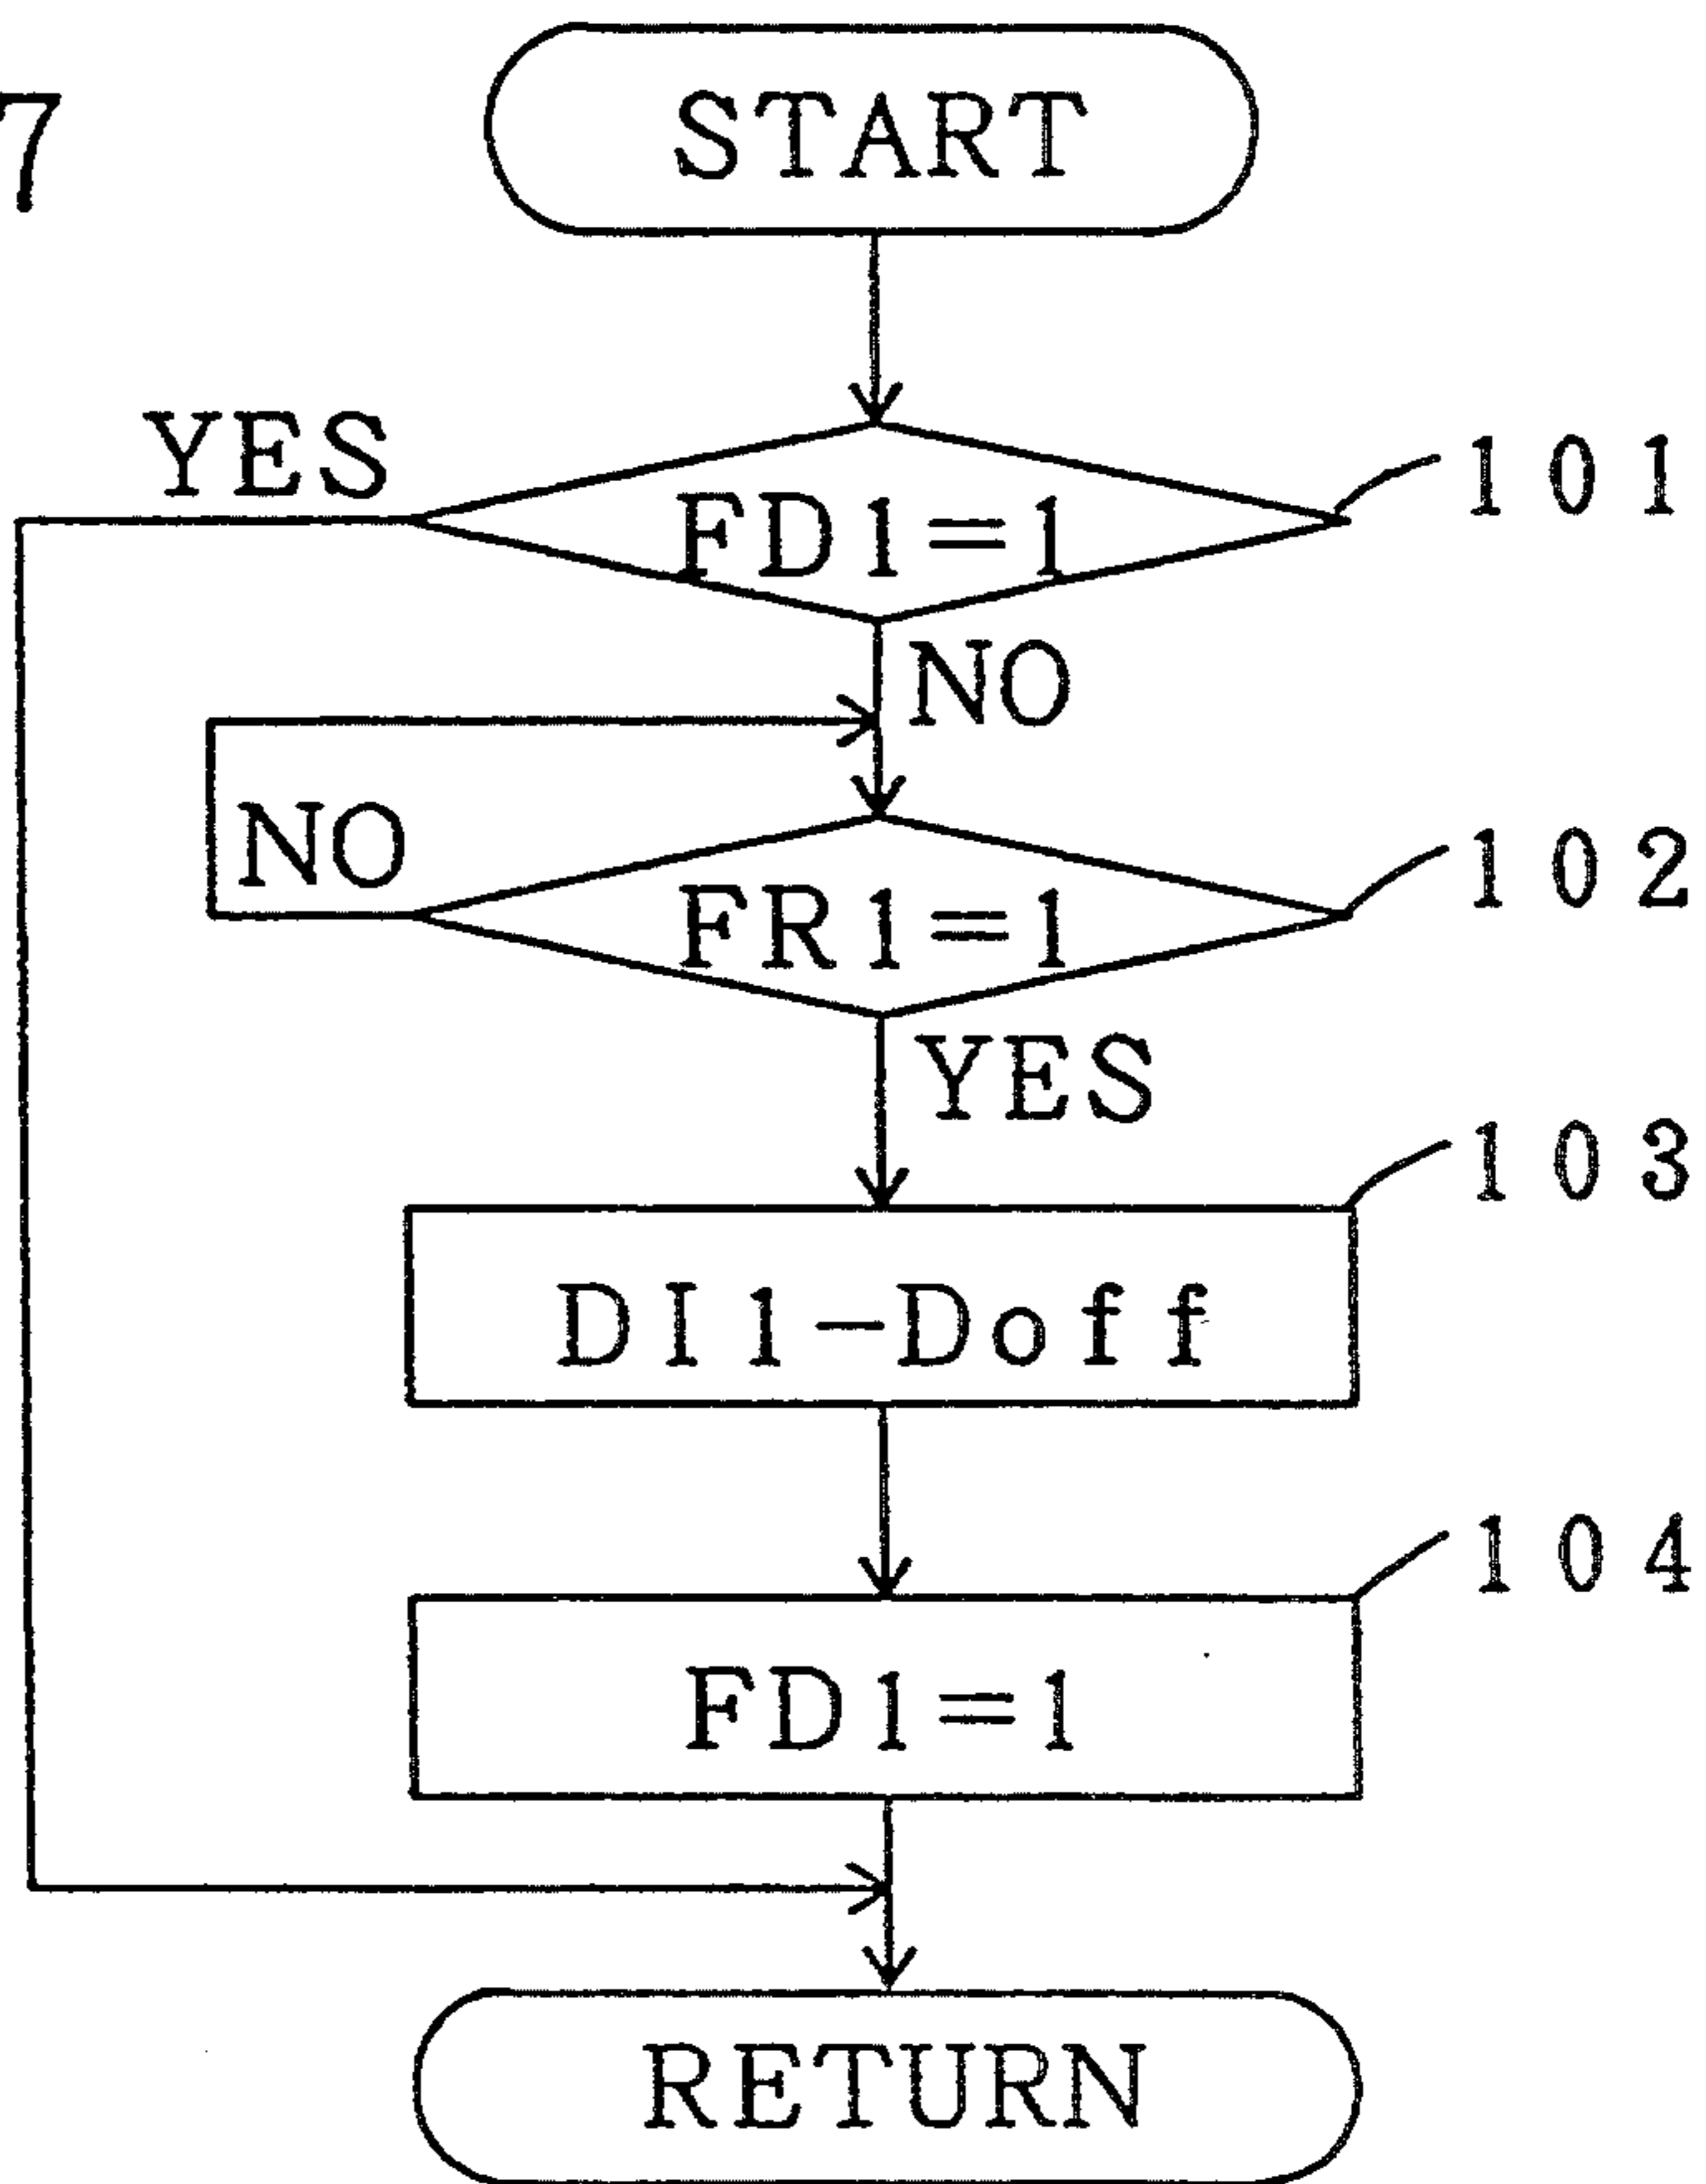 7
START
YES
FD1=1
101
NO
NO
FR1=1
102
YES
103
DI1-Doff
104
FD1=1
RETURN